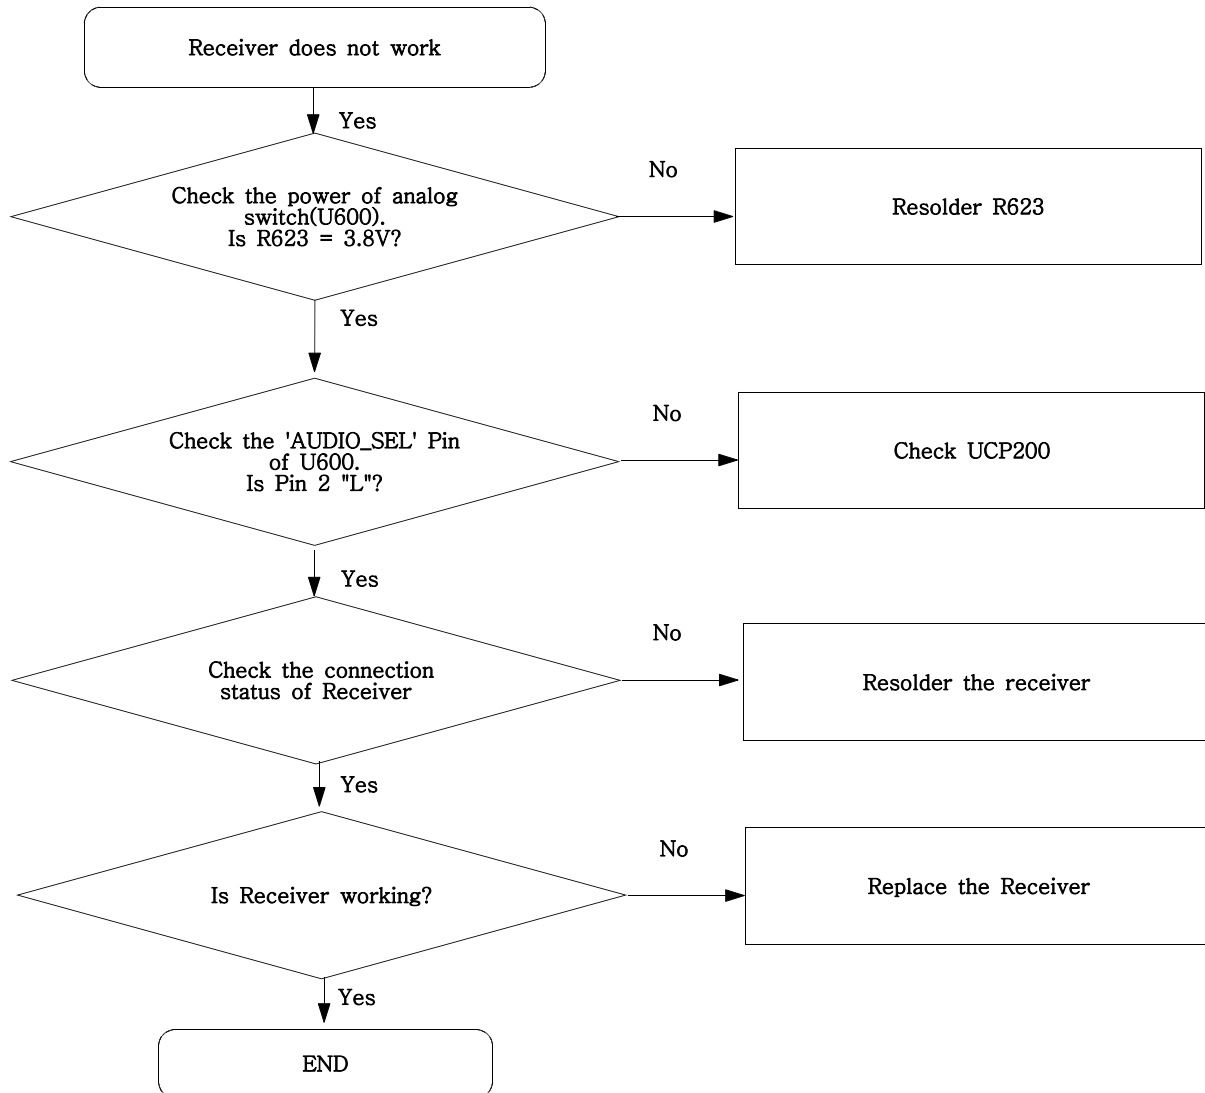 Receiver does not work
Yes
Check the power of analog
switch(U600).
Is R623 = 3.8V?
No
Resolder R623
Yes
Check the 'AUDIO_SEL' Pin
of U600.
Is Pin 2 "L"?
No
Check UCP200
Yes
Check the connection
status of Receiver
No
Resolder the receiver
Yes
Is Receiver working?
No
Replace the Receiver
Yes
END